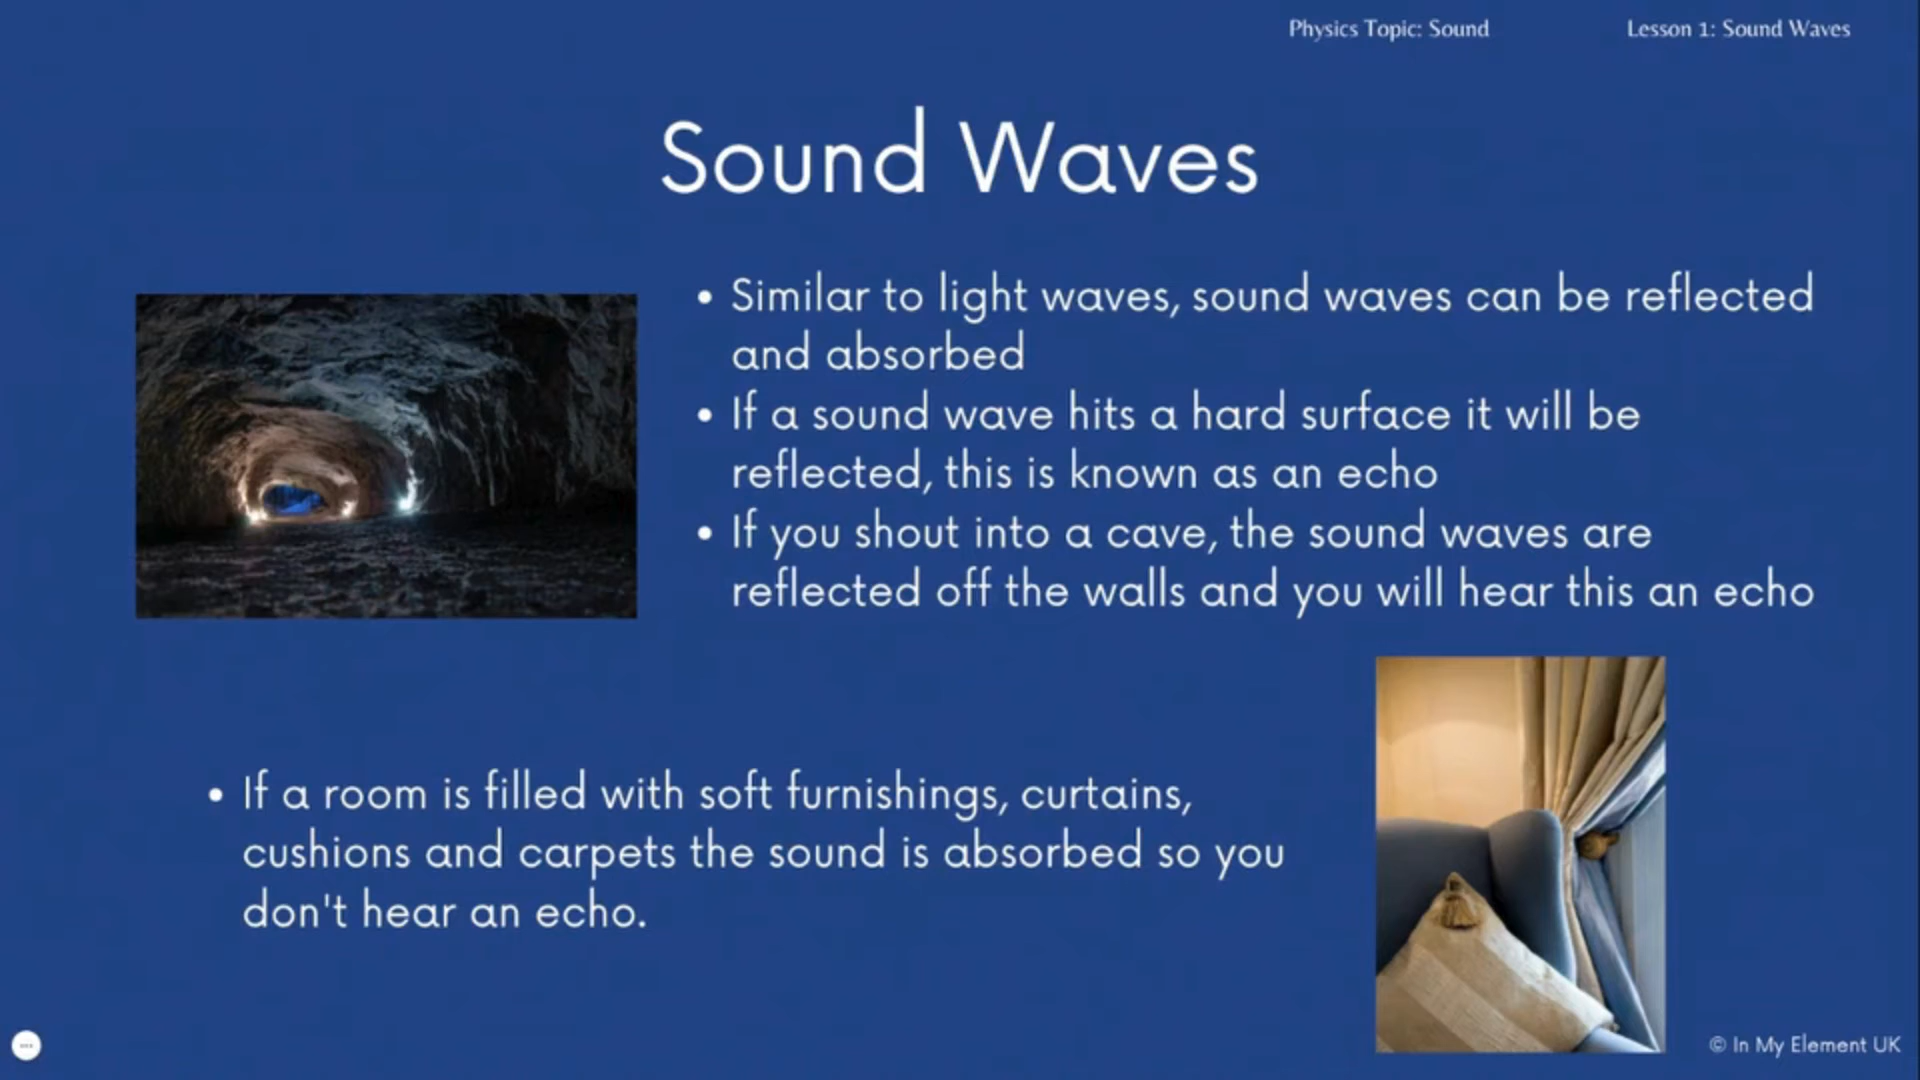 Physics Topic: Sound
Lesson 1: Sound Waves
Sound Waves
• Similar to light waves, sound waves can be reflected
and absorbed
• If a sound wave hits a hard surface it will be
reflected, this is known as an echo
• If you shout into a cave, the sound waves are
reflected off the walls and you will hear this an echo
• If a room is filled with soft furnishings, curtains,
cushions and carpets the sound is absorbed so you
don't hear an echo.
© In My Element UK